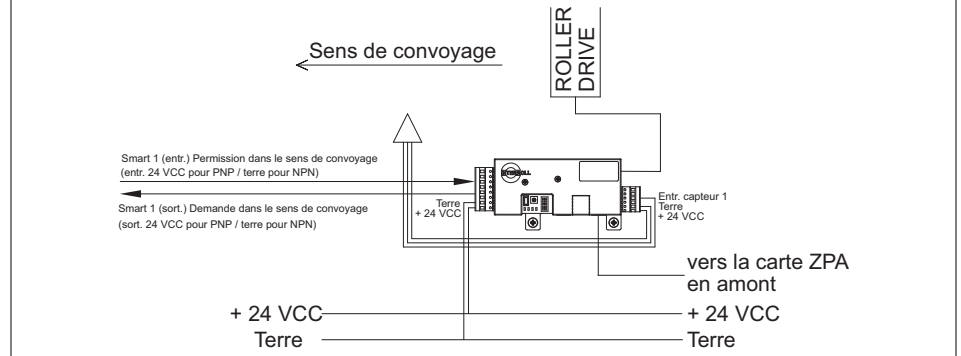 ROLLER
DRIVE
Sens de convoyage
Smart 1 (entr.) Permission dans le sens de convoyage
(entr. 24 VCC pour PNP / terre pour NPN)
Smart 1 (sort.) Demande dans le sens de convoyage
(sort. 24 VCC pour PNP / terre pour NPN)
Terre
+ 24 VCC
Entr. capteur 1
Terre
+ 24 VCC
vers la carte ZPA
en amont
+ 24 VCC
+ 24 VCC
Terre
Terre